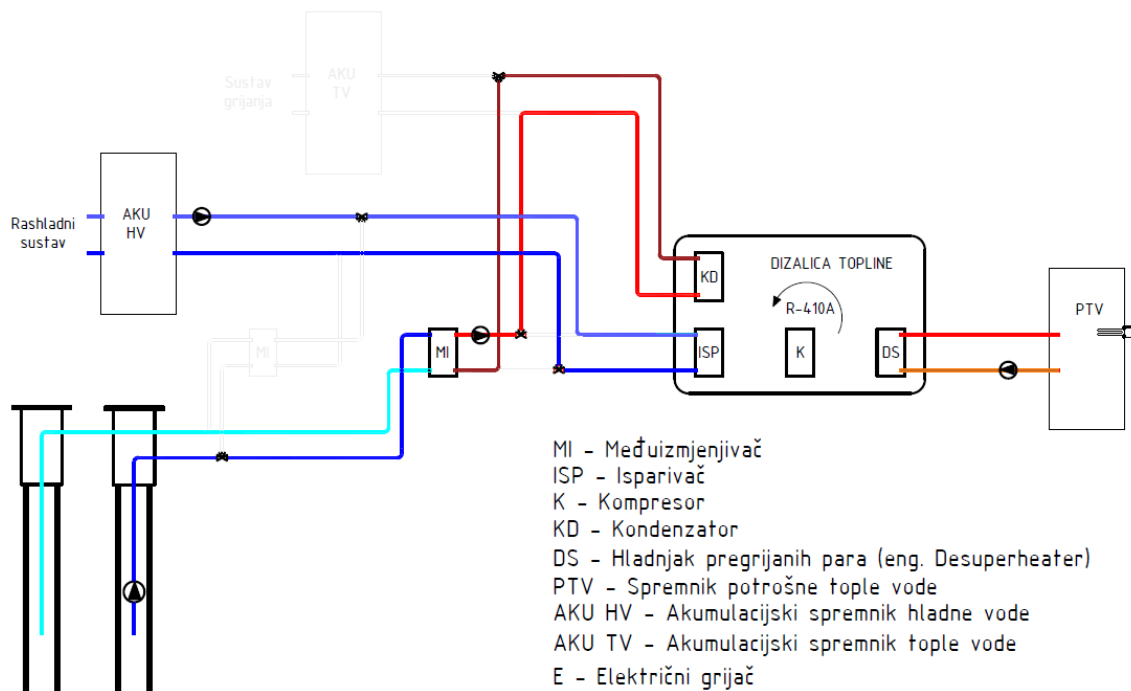 Sustav
grijanja
AKU
TV
Rashladni
sustav
AKU
HV
MI
MI
DIZALICA TOPLINE
KD
R-410A
ISP
K
DS
PTV
MI - Međuizmjenjivač
ISP - Isparivač
K - Kompresor
KD - Kondenzator
DS - Hladnjak pregrijanih para (eng. Desuperheater)
PTV - Spremnik potrošne tople vode
AKU HV - Akumulacijski spremnik hladne vode
AKU TV - Akumulacijski spremnik tople vode
E - Električni grijač